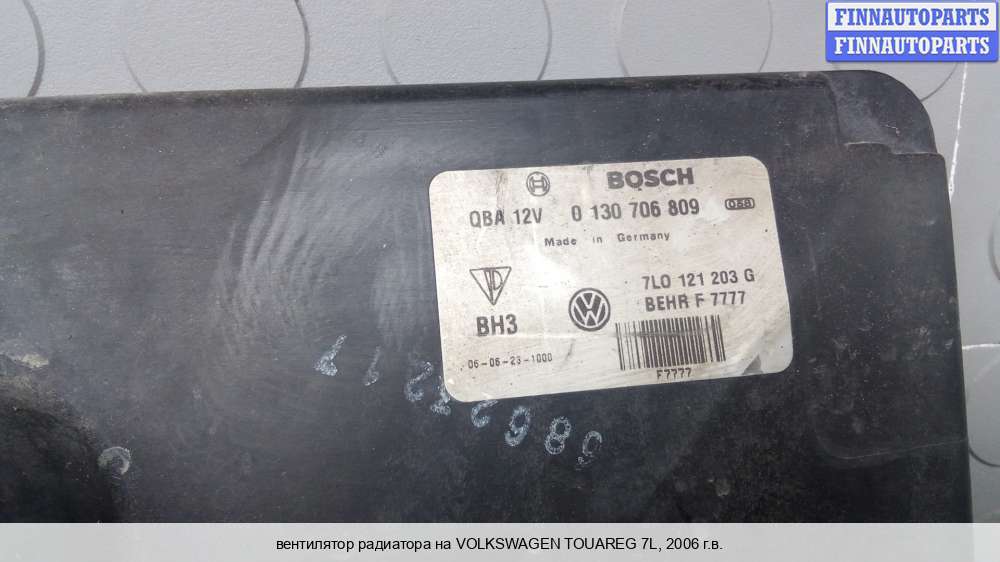 FINNAUTOPARTS
FINNAUTOPARTS
BOSCH
QBA 12V 0 130 706 809 058
Made in Germany
7L0 121 203 G
BEHR F 7777
BH3
06-06-23-1000
F7777
вентилятор радиатора на VOLKSWAGEN TOUAREG 7L, 2006 г.в.